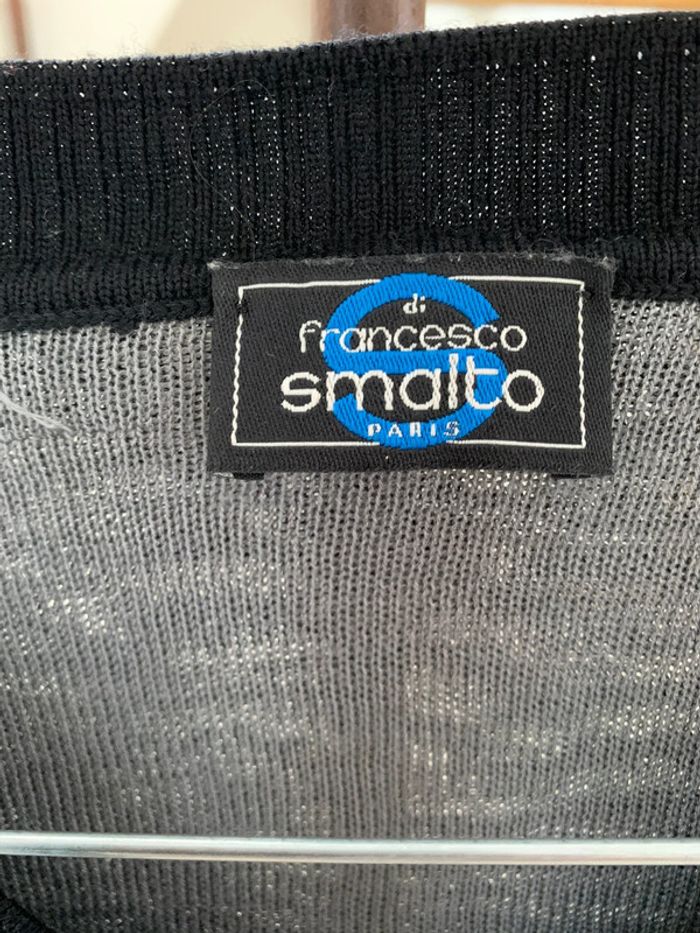 di
francesco
smalto
PARIS